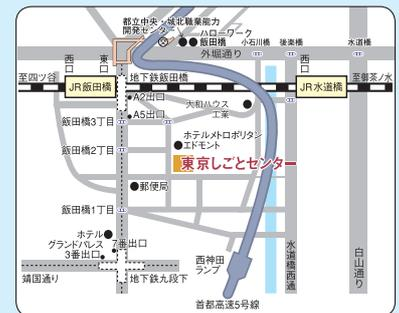 都立中央・城北職業能力
開発センター
ハローワーク
飯田橋
小石川橋
後楽橋
水道橋
外堀通り
至四ツ谷
西口
東口
地下鉄飯田橋
西口
至御茶ノ水
JR飯田橋
JR水道橋
A2出口
A5出口
大和ハウス
工業
飯田橋3丁目
ホテルメトロポリタン
エドモント
飯田橋2丁目
東京しごとセンター
郵便局
飯田橋1丁目
ホテル
グランドパレス
7番出口
3番出口
西神田
ランプ
水道橋西通
白山通り
靖国通り
地下鉄九段下
首都高速5号線